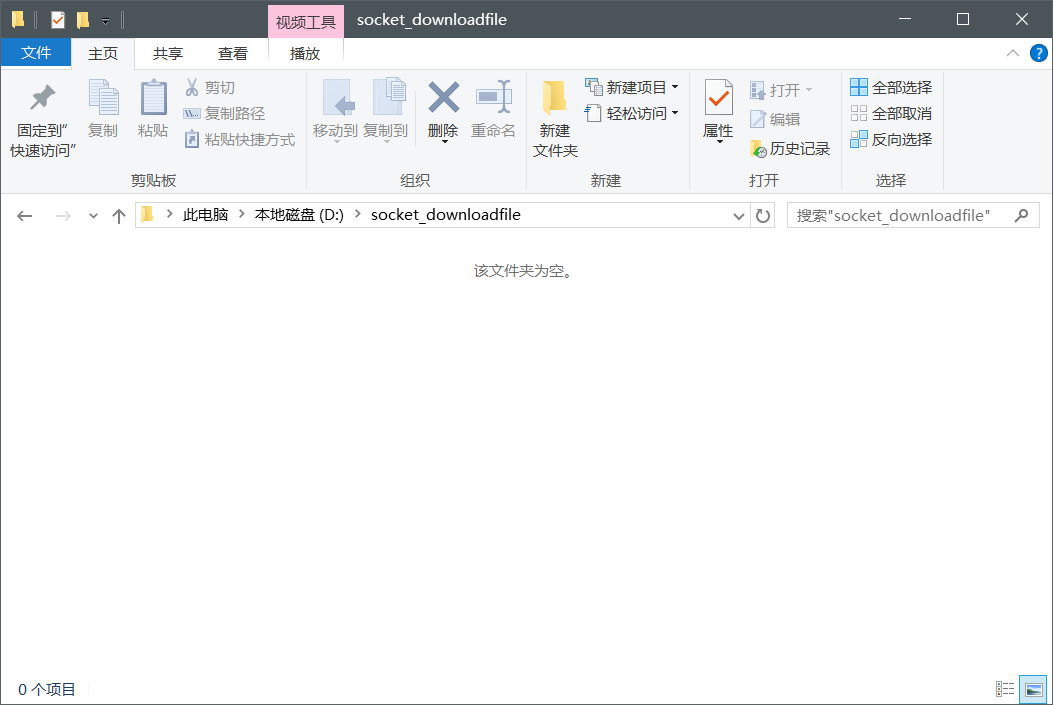 视频工具
socket_downloadfile
文件
主页
共享
查看
播放
?
固定到"
快速访问"
复制
粘贴
剪切
复制路径
粘贴快捷方式
剪贴板
移动到
复制到
删除
重命名
组织
新建
文件夹
新建项目
轻松访问
新建
属性
打开
编辑
历史记录
打开
全部选择
全部取消
反向选择
选择
此电脑
本地磁盘 (D:)
socket_downloadfile
搜索"socket_downloadfile"
该文件夹为空。
0 个项目